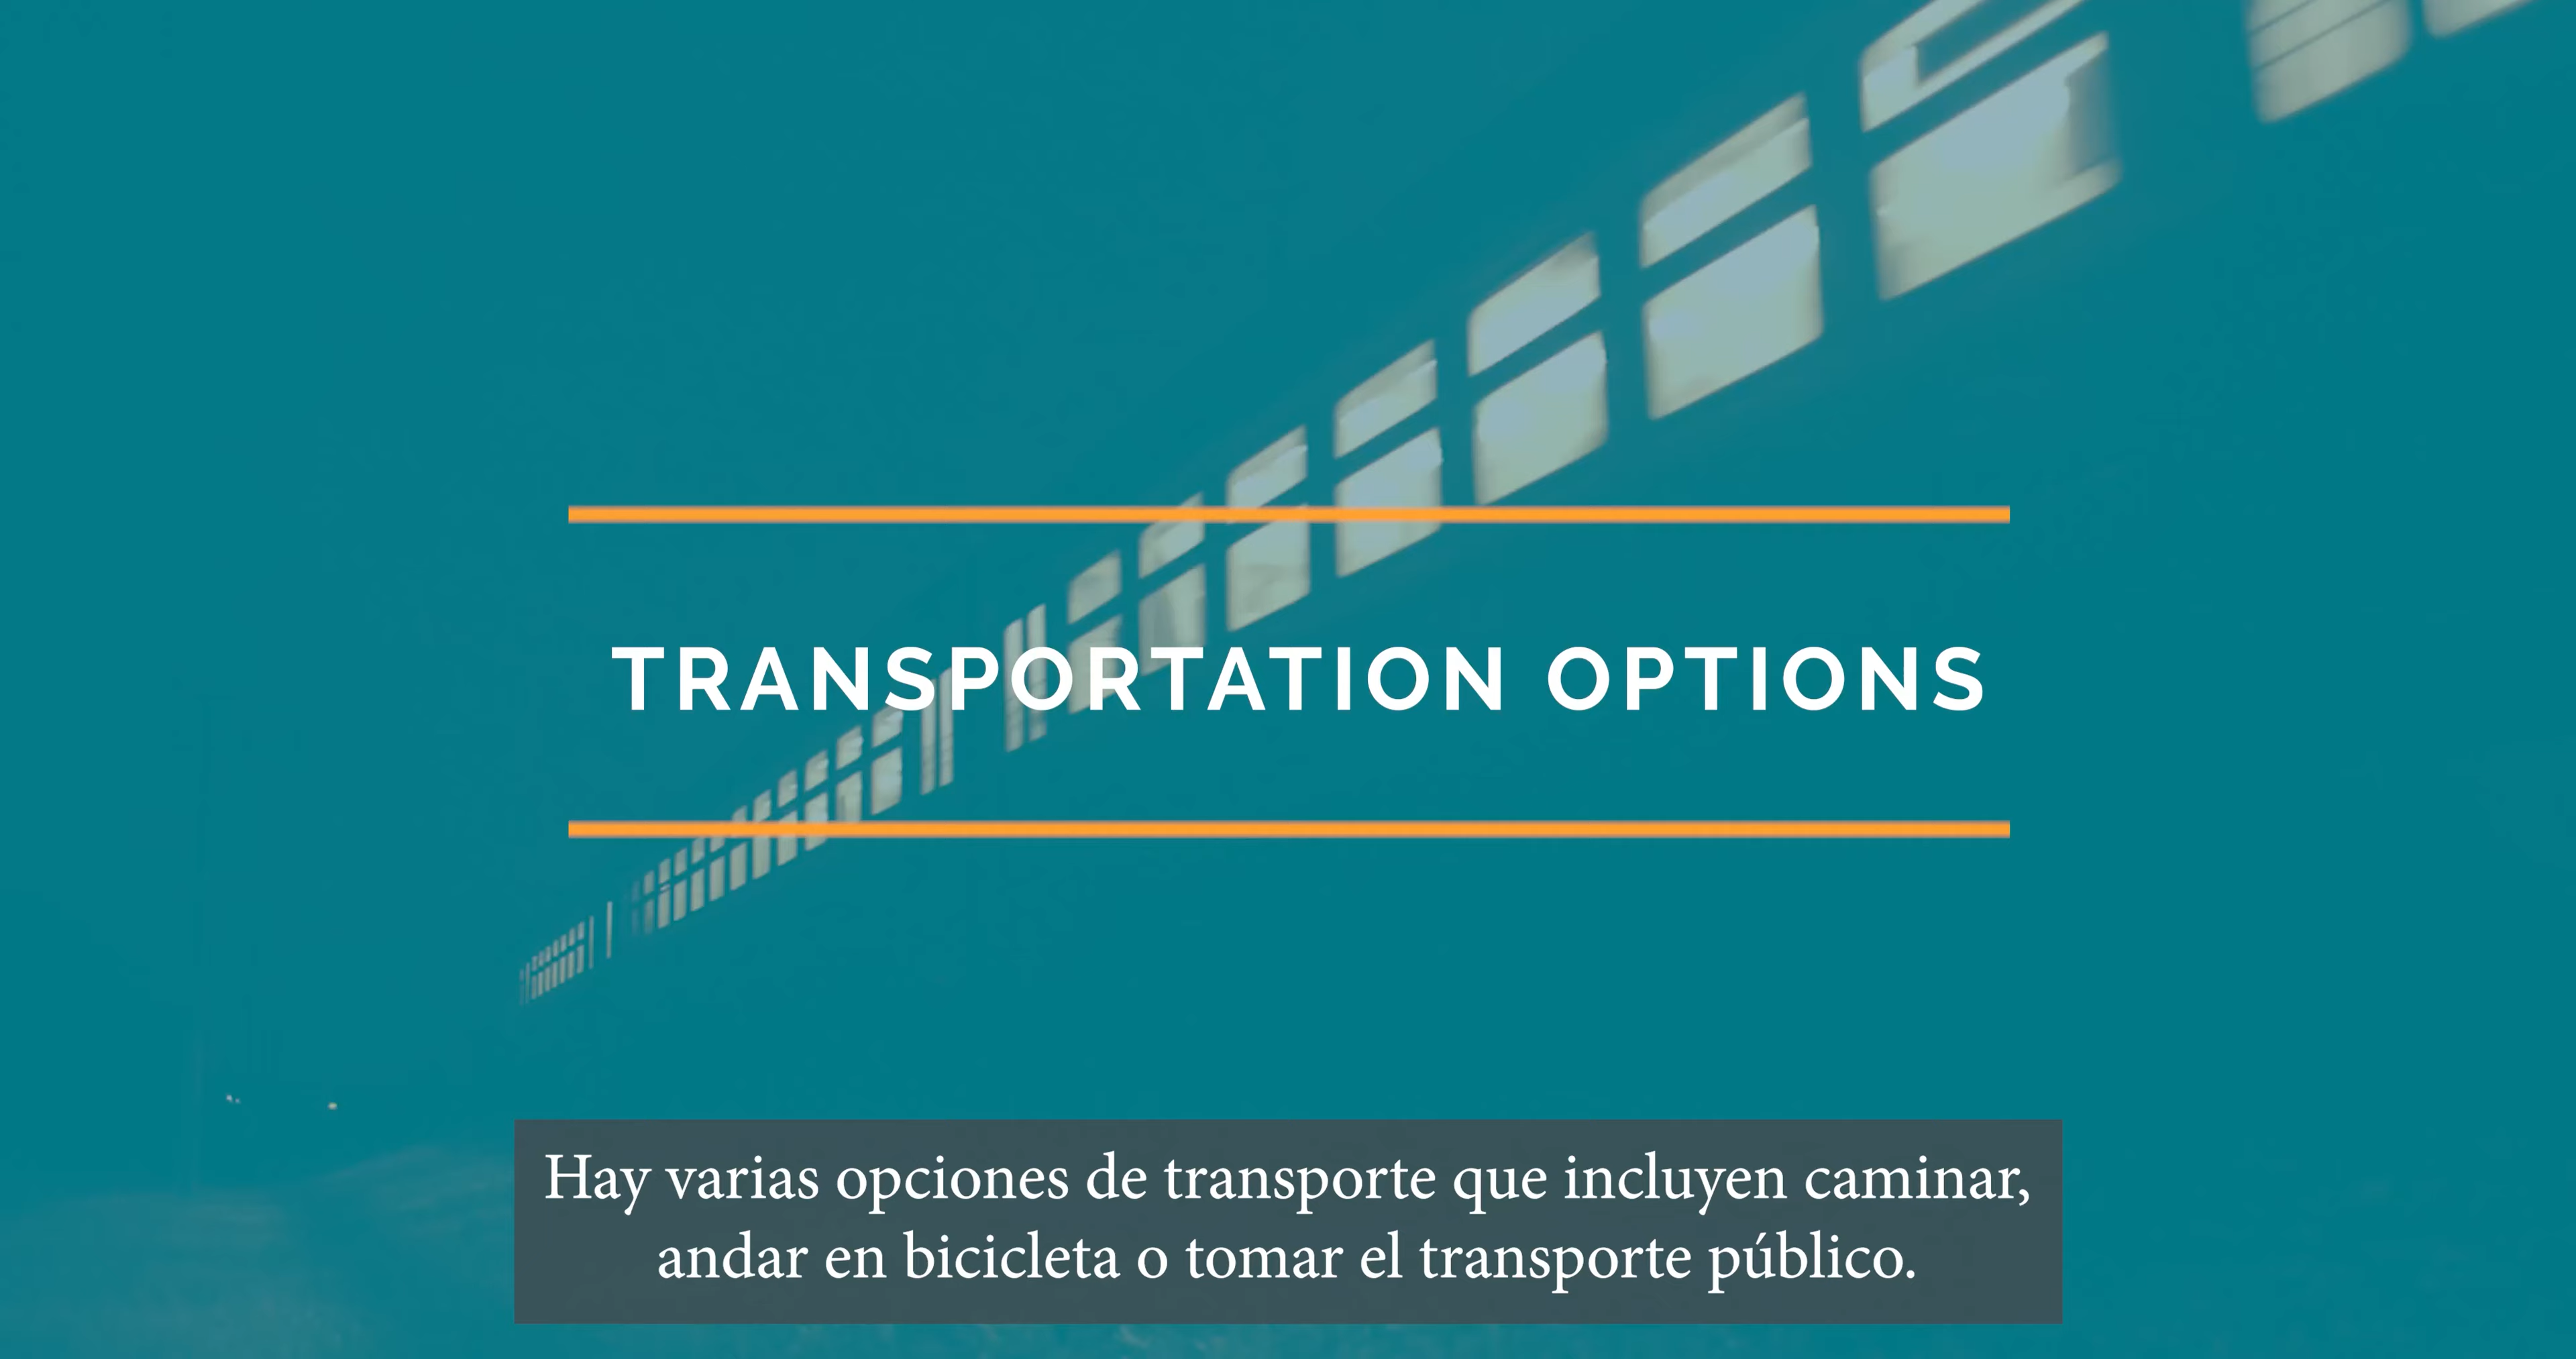 TRANSPORTATION OPTIONS
Hay varias opciones de transporte que incluyen caminar,
andar en bicicleta o tomar el transporte público.